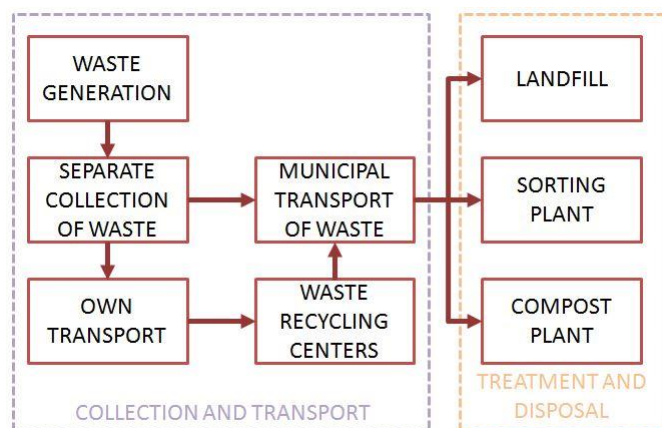 WASTE
GENERATION
SEPARATE
COLLECTION
OF WASTE
OWN
TRANSPORT
MUNICIPAL
TRANSPORT
OF WASTE
WASTE
RECYCLING
CENTERS
COLLECTION AND TRANSPORT
LANDFILL
SORTING
PLANT
COMPOST
PLANT
TREATMENT AND
DISPOSAL